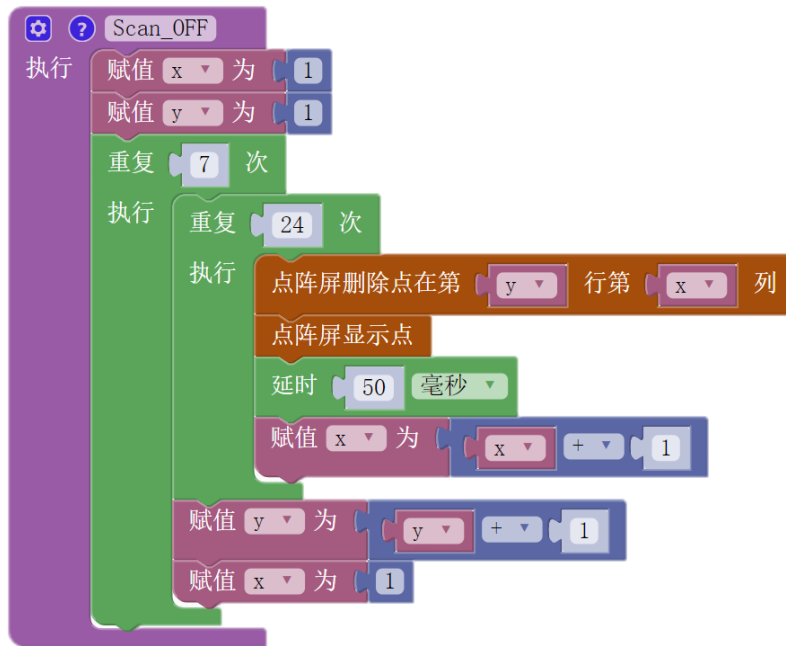 ? Scan_OFF
执行 赋值 x 为 1
赋值 y 为 1
重复 7 次
执行 重复 24 次
执行 点阵屏删除点在第 y 行第 x 列
点阵屏显示点
延时 50 毫秒
赋值 x 为 x + 1
赋值 y 为 y + 1
赋值 x 为 1